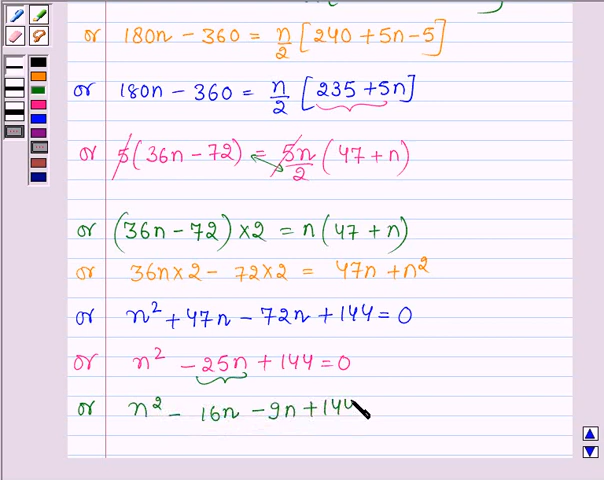 or 180n - 360 = n/2 [240 + 5n - 5]
or 180n - 360 = n/2 [235 + 5n]
or 5(36n - 72) = 5n/2 (47 + n)
or (36n - 72) × 2 = n(47 + n)
or 36n × 2 - 72 × 2 = 47n + n²
or n² + 47n - 72n + 144 = 0
or n² - 25n + 144 = 0
or n² - 16n - 9n + 144